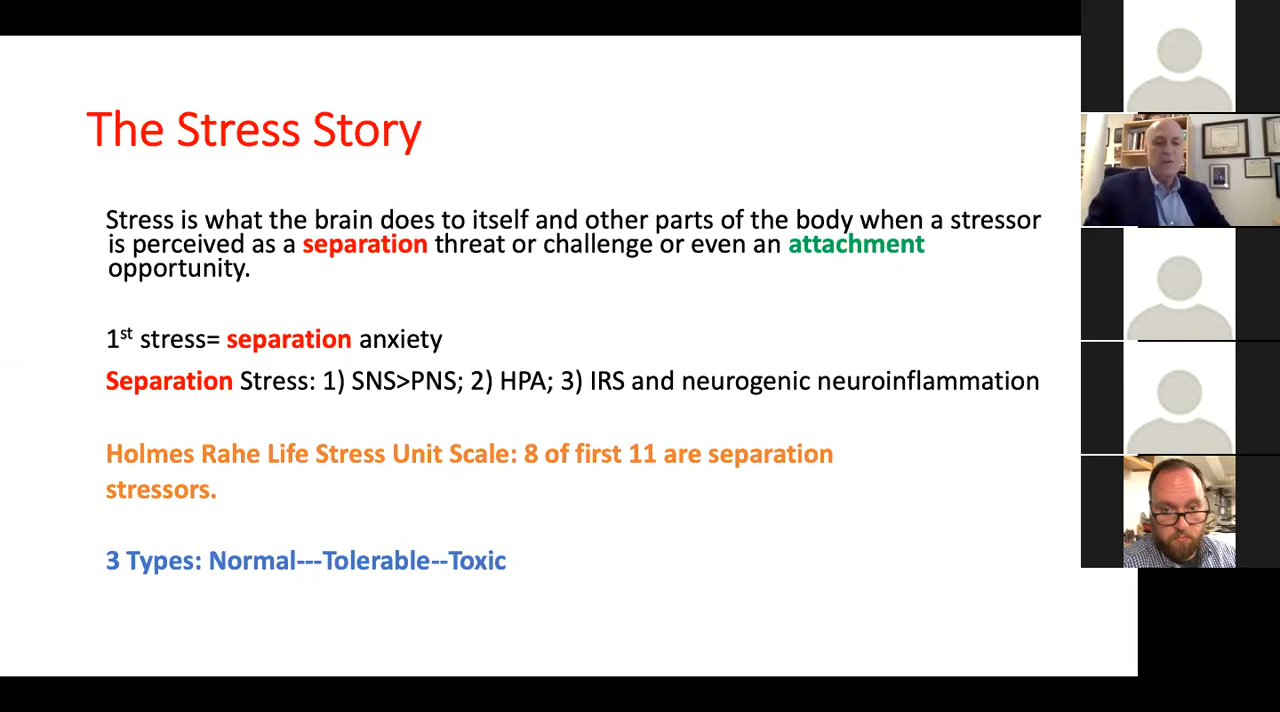 The Stress Story
Stress is what the brain does to itself and other parts of the body when a stressor
is perceived as a separation threat or challenge or even an attachment
opportunity.
1st stress= separation anxiety
Separation Stress: 1) SNS>PNS; 2) HPA; 3) IRS and neurogenic neuroinflammation
Holmes Rahe Life Stress Unit Scale: 8 of first 11 are separation
stressors.
3 Types: Normal---Tolerable--Toxic